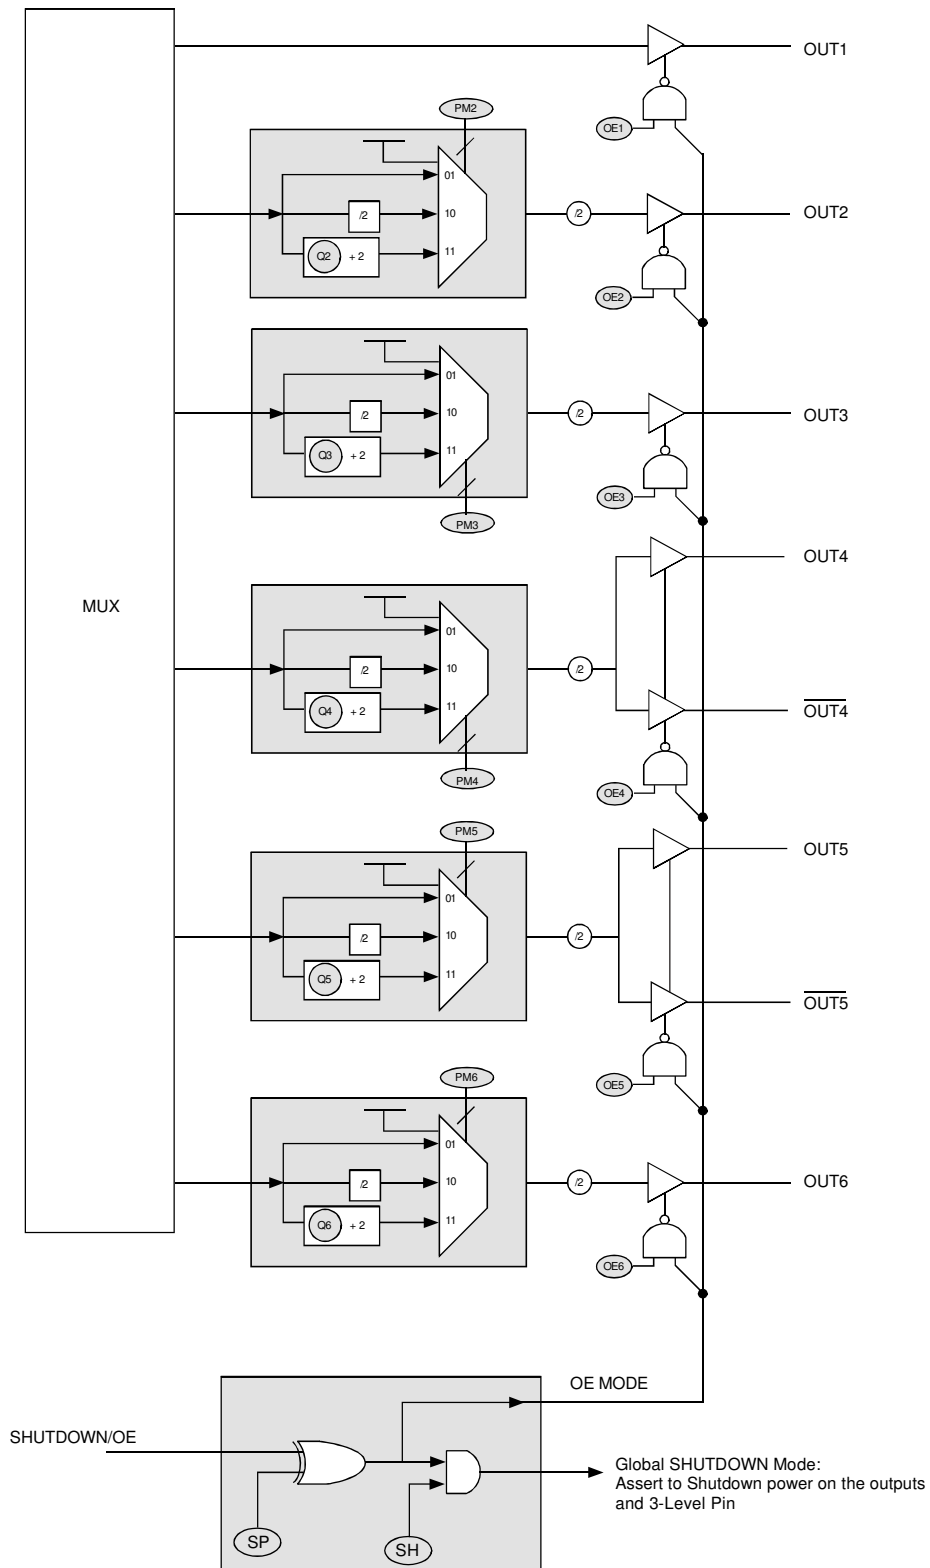 OUT1
OE1
PM2
01
/2
10
Q2 + 2
11
/2
OUT2
OE2
01
/2
10
Q3 + 2
11
PM3
/2
OUT3
OE3
MUX
01
/2
10
Q4 + 2
11
PM4
/2
OUT4
OUT4
OE4
PM5
01
/2
10
Q5 + 2
11
/2
OUT5
OUT5
OE5
PM6
01
/2
10
Q6 + 2
11
/2
OUT6
OE6
OE MODE
SHUTDOWN/OE
SP
SH
Global SHUTDOWN Mode:
Assert to Shutdown power on the outputs
and 3-Level Pin